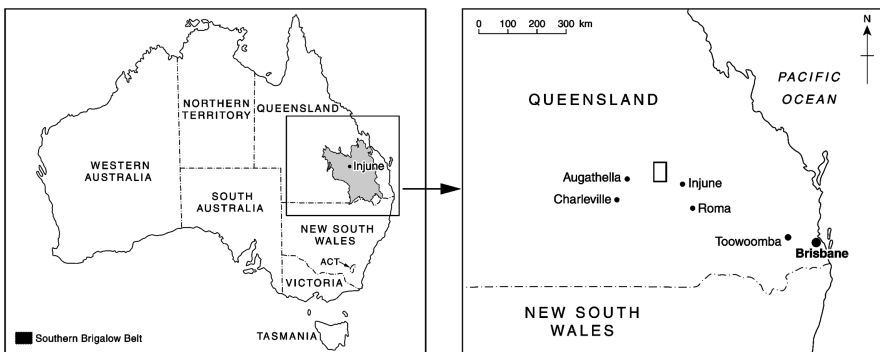 NORTHERN
TERRITORY
QUEENSLAND
WESTERN
AUSTRALIA
Injune
SOUTH
AUSTRALIA
NEW SOUTH
WALES
ACT
VICTORIA
TASMANIA
Southern Brigalow Belt
0 100 200 300 km
N
PACIFIC
OCEAN
QUEENSLAND
Augathella
Injune
Charleville
Roma
Toowoomba
Brisbane
NEW SOUTH
WALES